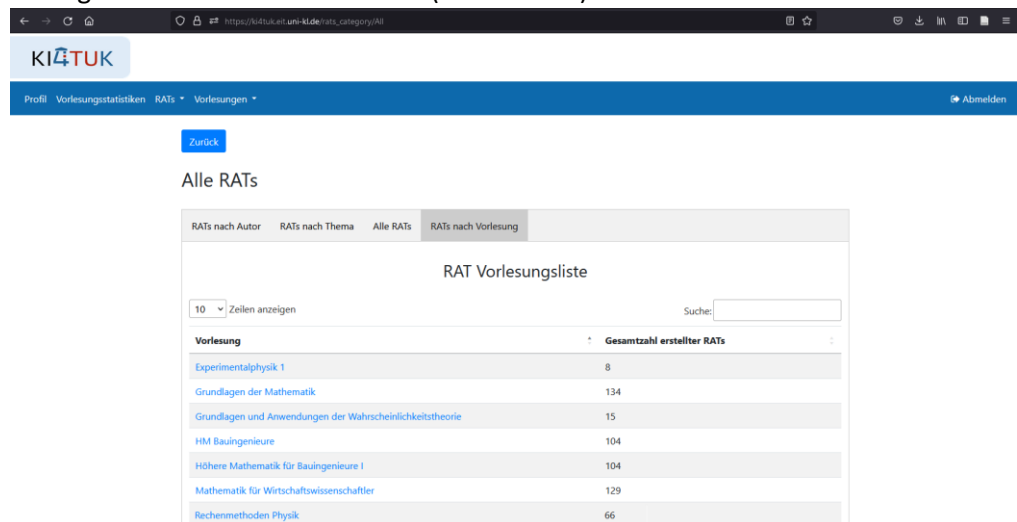 https://ki4tuk.eit.uni-kl.de/rats_category/All
KI4TUK
Profil Vorlesungsstatistiken RATs Vorlesungen Abmelden
Zurück
Alle RATs
RATs nach Autor RATs nach Thema Alle RATs RATs nach Vorlesung
RAT Vorlesungsliste
10 Zeilen anzeigen Suche:
Vorlesung Gesamtzahl erstellter RATs
Experimentalphysik 1 8
Grundlagen der Mathematik 134
Grundlagen und Anwendungen der Wahrscheinlichkeitstheorie 15
HM Bauingenieure 104
Höhere Mathematik für Bauingenieure I 104
Mathematik für Wirtschaftswissenschaftler 129
Rechenmethoden Physik 66